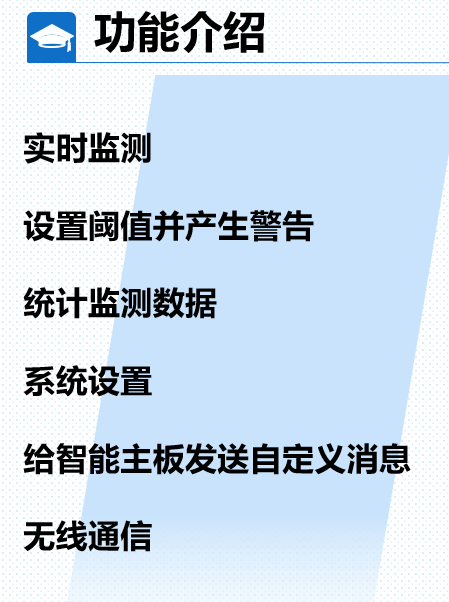 功能介绍
实时监测
设置阈值并产生警告
统计监测数据
系统设置
给智能主板发送自定义消息
无线通信